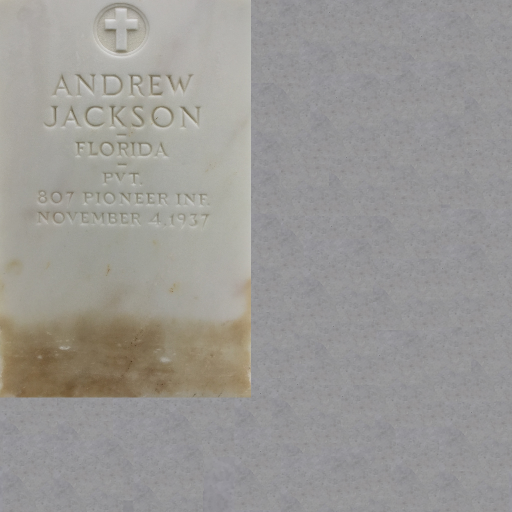 ANDREW
JACKSON
FLORIDA
PVT.
807 PIONEER INF.
NOVEMBER 4, 1937